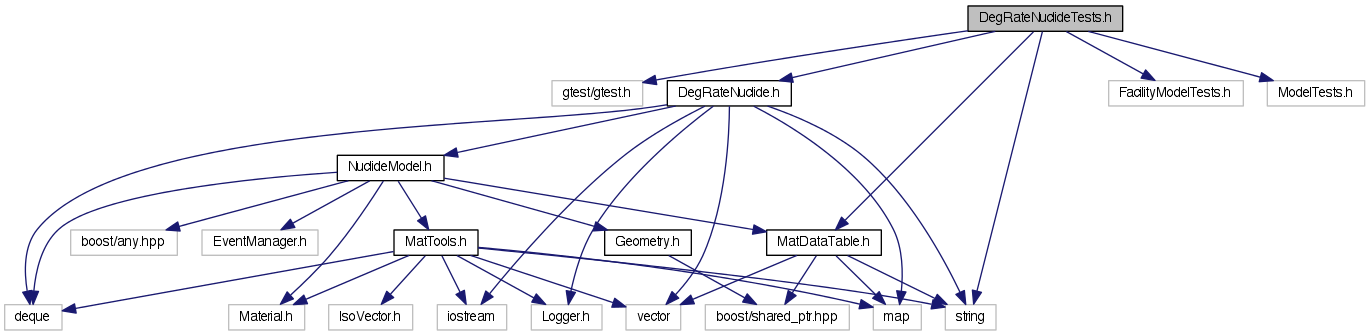 DegRateNuclideTests.h
gtest/gtest.h
DegRateNuclide.h
FacilityModelTests.h
ModelTests.h
NuclideModel.h
boost/any.hpp
EventManager.h
MatTools.h
Geometry.h
MatDataTable.h
deque
Material.h
IsoVector.h
iostream
Logger.h
vector
boost/shared_ptr.hpp
map
string